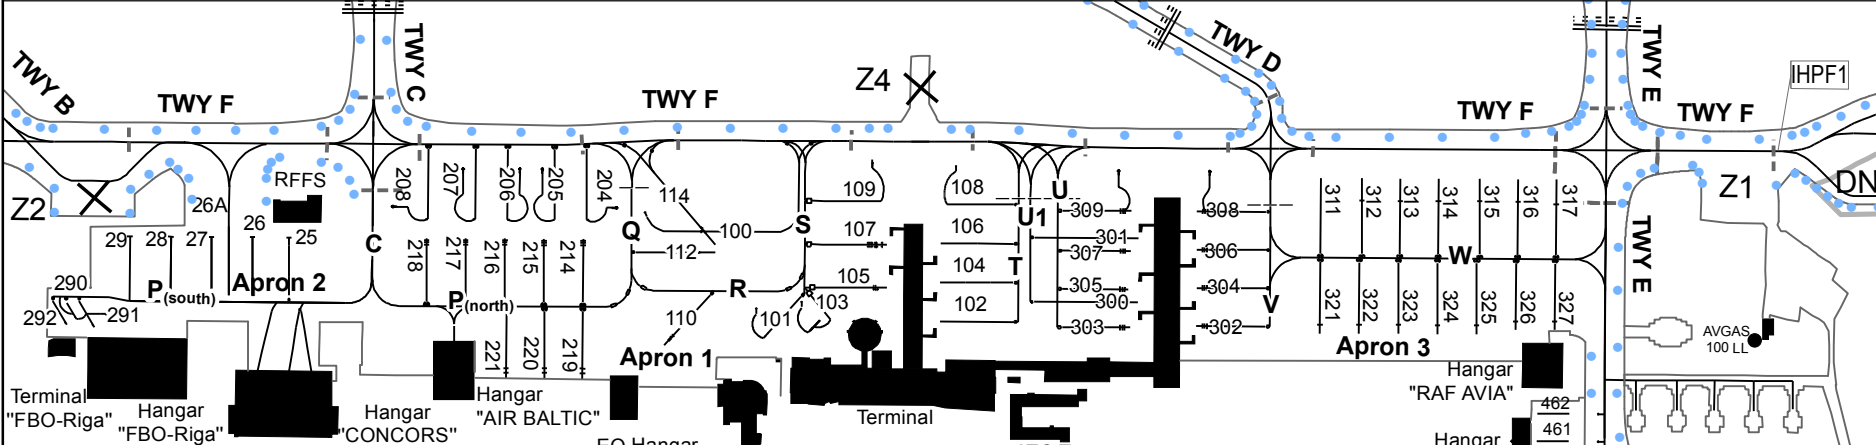 TWY B
TWY F
TWY C
TWY F
Z4
TWY D
TWY F
TWY E
TWY F
IHPF1
Z2
26A
RFFS
208
207
206
205
204
114
109
108
U
U1
309
308
311
312
313
314
315
316
317
Z1
DN
29
28
27
26
25
C
Q
100
S
107
106
301
307
306
W
TWY E
218
217
216
215
214
112
T
104
105
305
304
290
P (south)
Apron 2
P (north)
R
103
102
300
V
292
291
110
101
303
302
321
322
323
324
325
326
327
221
220
219
Apron 1
Apron 3
AVGAS
100 LL
Terminal
"FBO-Riga"
Hangar
"FBO-Riga"
Hangar
"CONCORS"
Hangar
"AIR BALTIC"
Terminal
Hangar
"RAF AVIA"
462
461
Hangar
Hangar